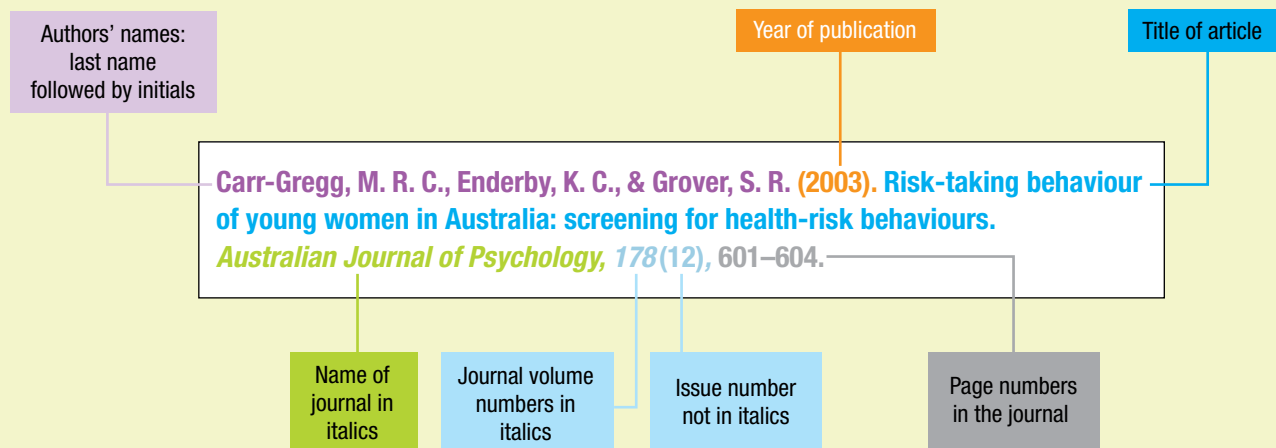 Authors’ names:
last name
followed by initials
Year of publication
Title of article
Carr-Gregg, M. R. C., Enderby, K. C., & Grover, S. R. (2003). Risk-taking behaviour
of young women in Australia: screening for health-risk behaviours.
Australian Journal of Psychology, 178(12), 601–604.
Name of
journal in
italics
Journal volume
numbers in
italics
Issue number
not in italics
Page numbers
in the journal